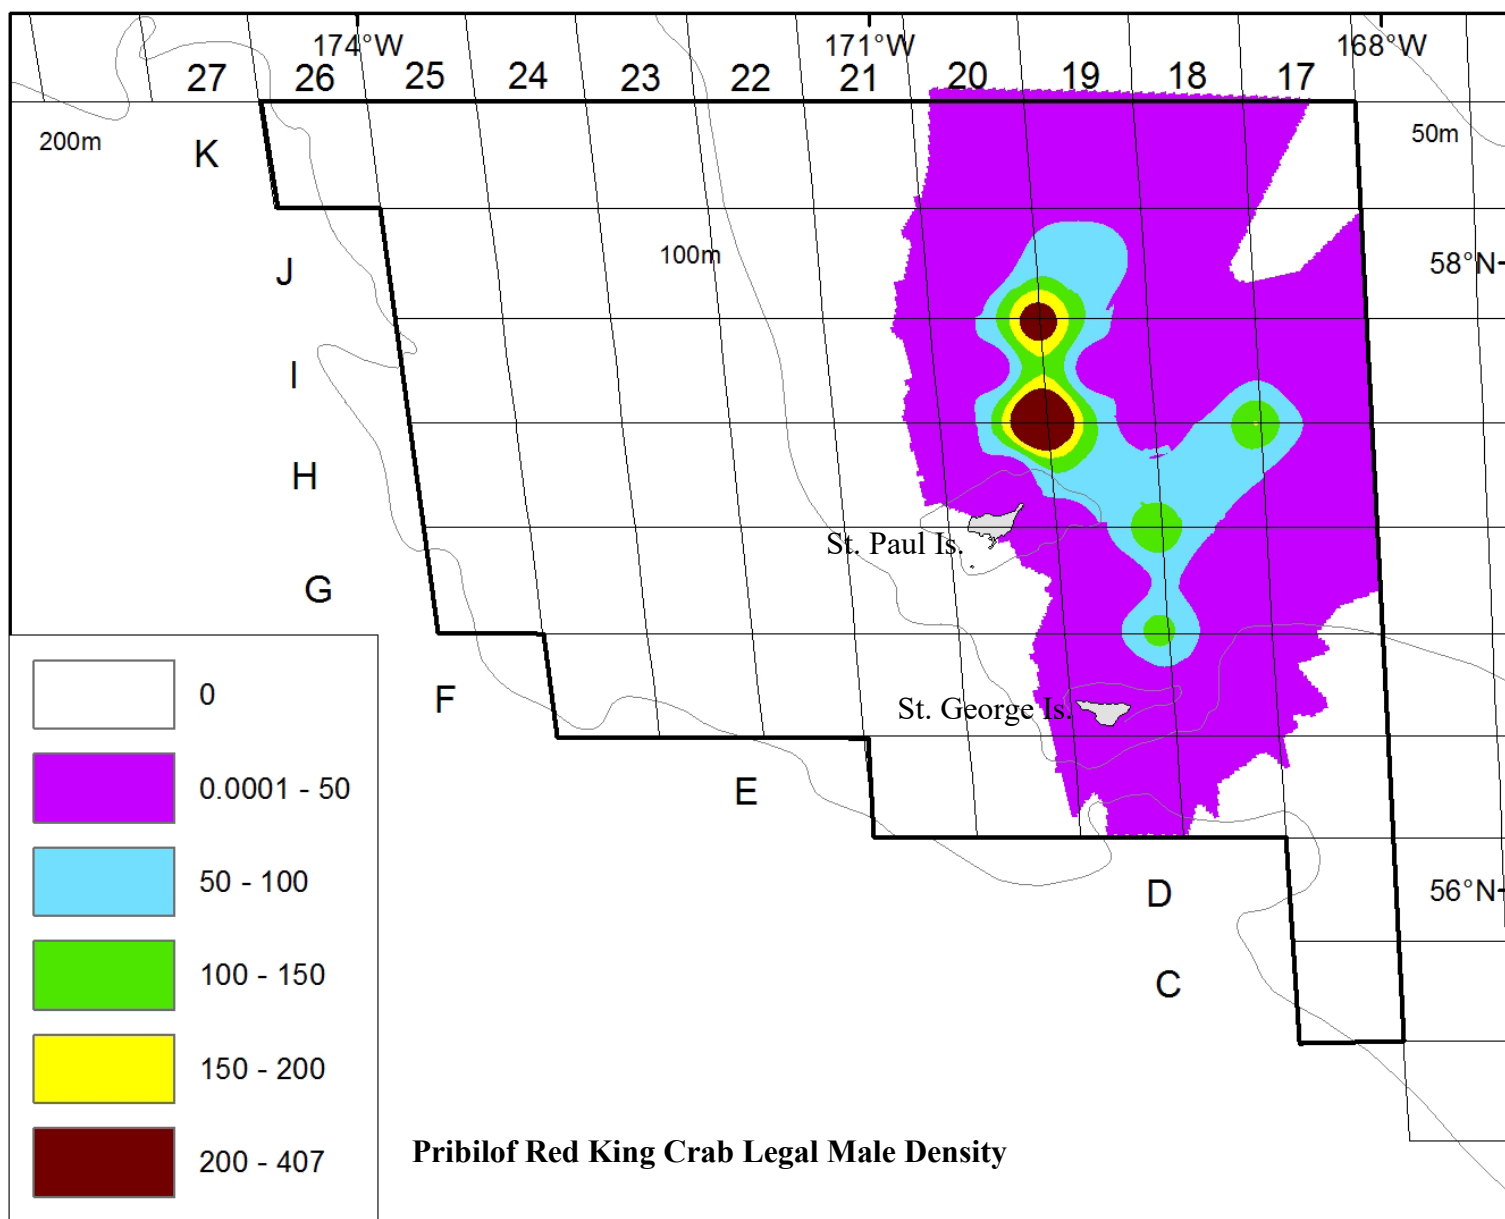 174°W 171°W 168°W
27 26 25 24 23 22 21 20 19 18 17
200m
50m
K
100m
58°N
J
I
H
St. Paul Is.
G
0
F
St. George Is.
0.0001 - 50
E
50 - 100
D
56°N
100 - 150
C
150 - 200
200 - 407
Pribilof Red King Crab Legal Male Density